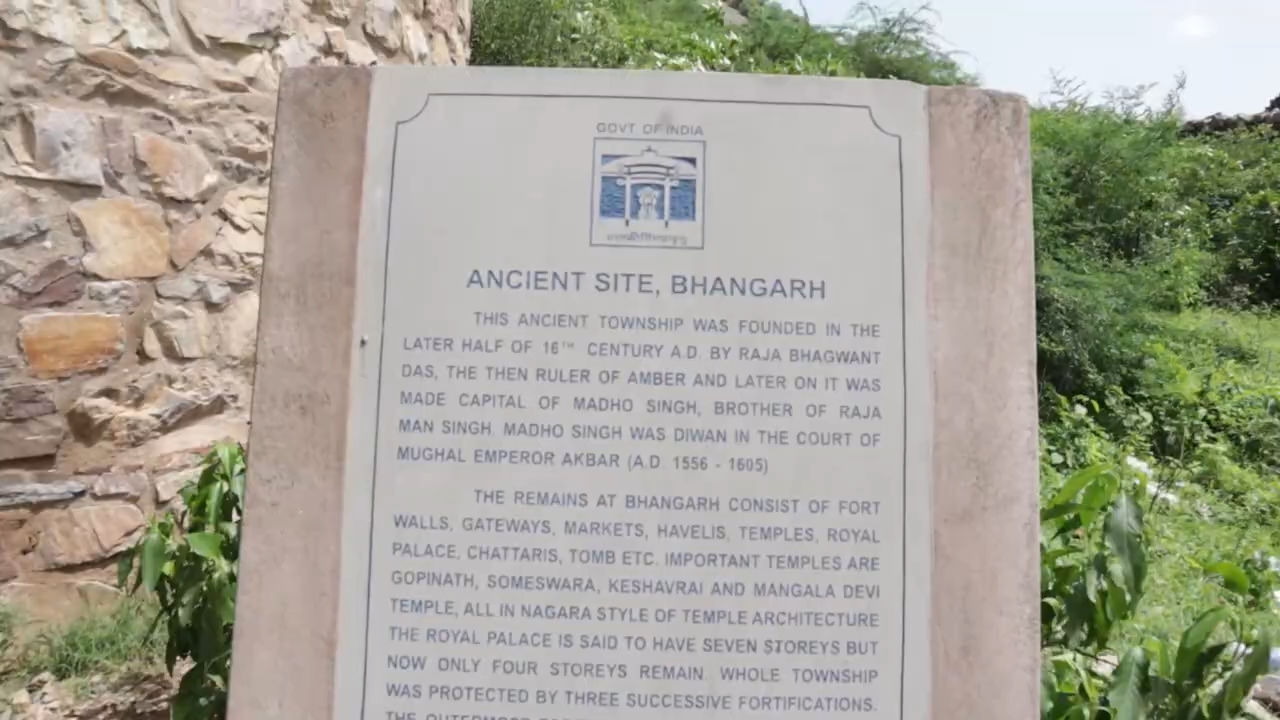 GOVT OF INDIA
ANCIENT SITE, BHANGARH
THIS ANCIENT TOWNSHIP WAS FOUNDED IN THE
LATER HALF OF 16TH CENTURY A.D. BY RAJA BHAGWANT
DAS, THE THEN RULER OF AMBER AND LATER ON IT WAS
MADE CAPITAL OF MADHO SINGH, BROTHER OF RAJA
MAN SINGH. MADHO SINGH WAS DIWAN IN THE COURT OF
MUGHAL EMPEROR AKBAR (A.D. 1556 - 1605)
THE REMAINS AT BHANGARH CONSIST OF FORT
WALLS, GATEWAYS, MARKETS, HAVELIS, TEMPLES, ROYAL
PALACE, CHATTARIS, TOMB ETC. IMPORTANT TEMPLES ARE
GOPINATH, SOMESWARA, KESHAVRAI AND MANGALA DEVI
TEMPLE, ALL IN NAGARA STYLE OF TEMPLE ARCHITECTURE
THE ROYAL PALACE IS SAID TO HAVE SEVEN STOREYS BUT
NOW ONLY FOUR STOREYS REMAIN. WHOLE TOWNSHIP
WAS PROTECTED BY THREE SUCCESSIVE FORTIFICATIONS.
THE OUTERMOST